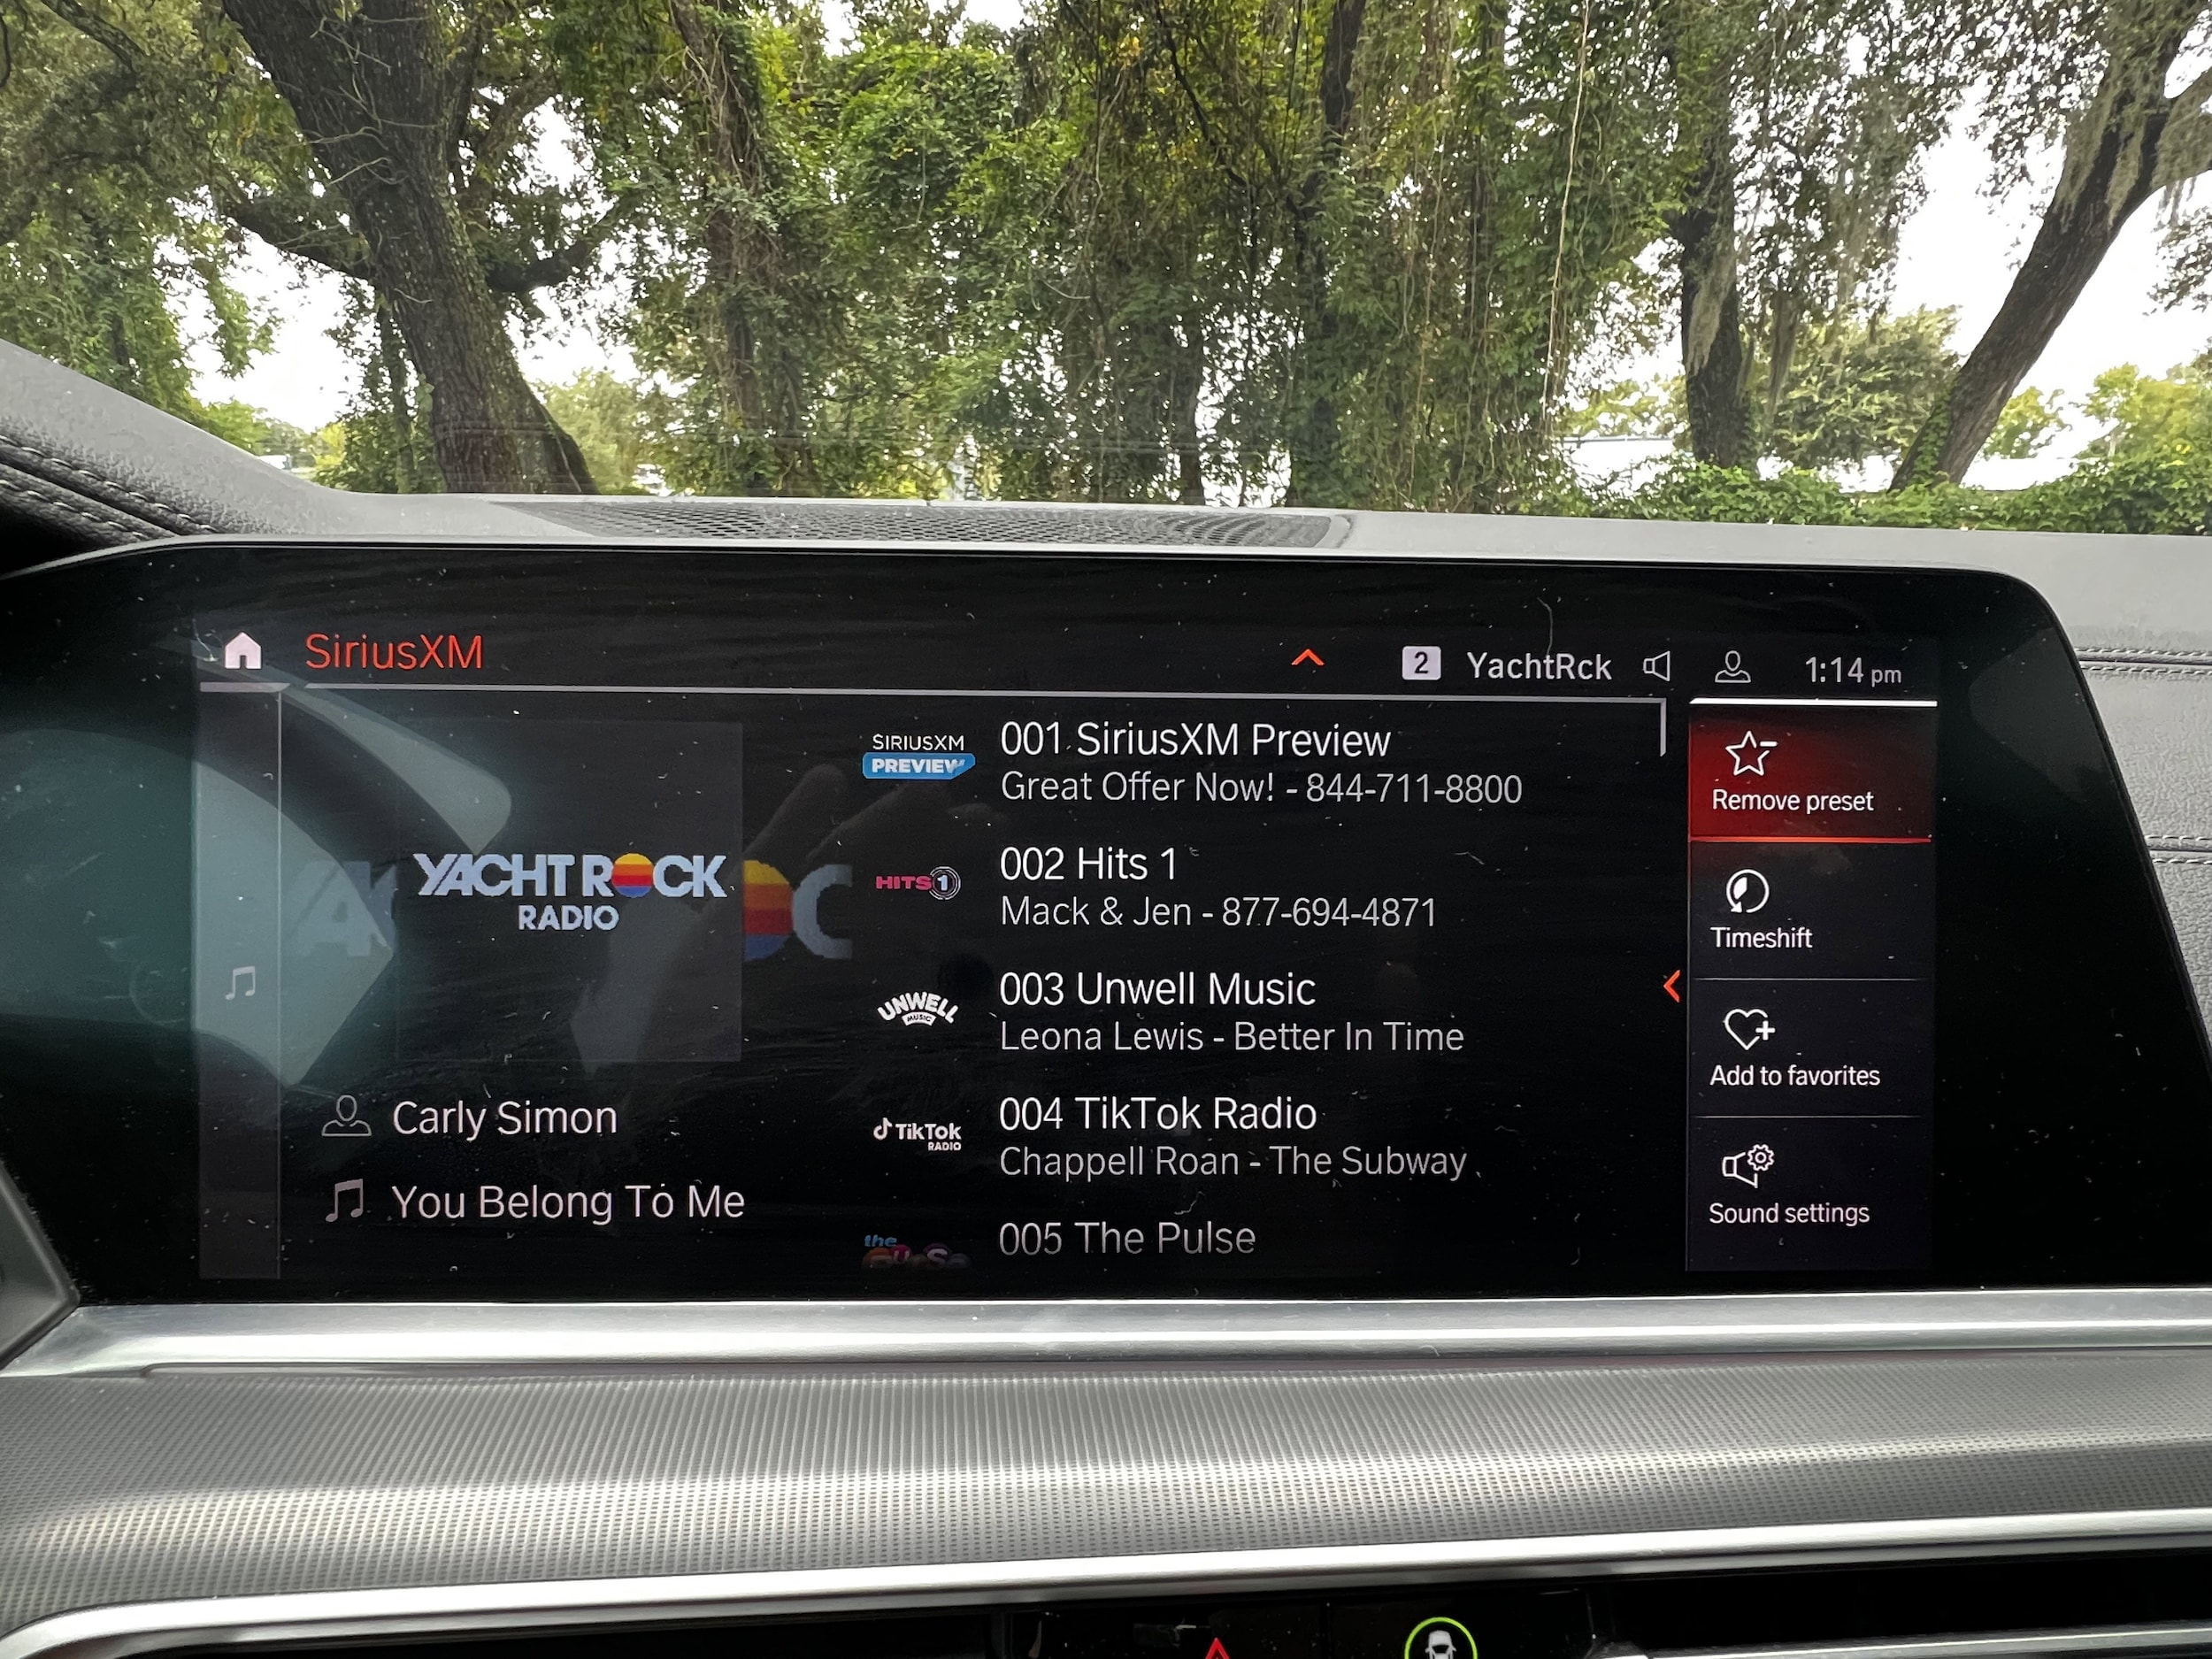 SiriusXM
2 YachtRck 1:14 pm
YACHT ROCK
RADIO
Carly Simon
You Belong To Me
SIRIUSXM
PREVIEW
001 SiriusXM Preview
Great Offer Now! - 844-711-8800
HITS 1
002 Hits 1
Mack & Jen - 877-694-4871
UNWELL
MUSIC
003 Unwell Music
Leona Lewis - Better In Time
TikTok
RADIO
004 TikTok Radio
Chappell Roan - The Subway
the
005 The Pulse
Remove preset
Timeshift
Add to favorites
Sound settings